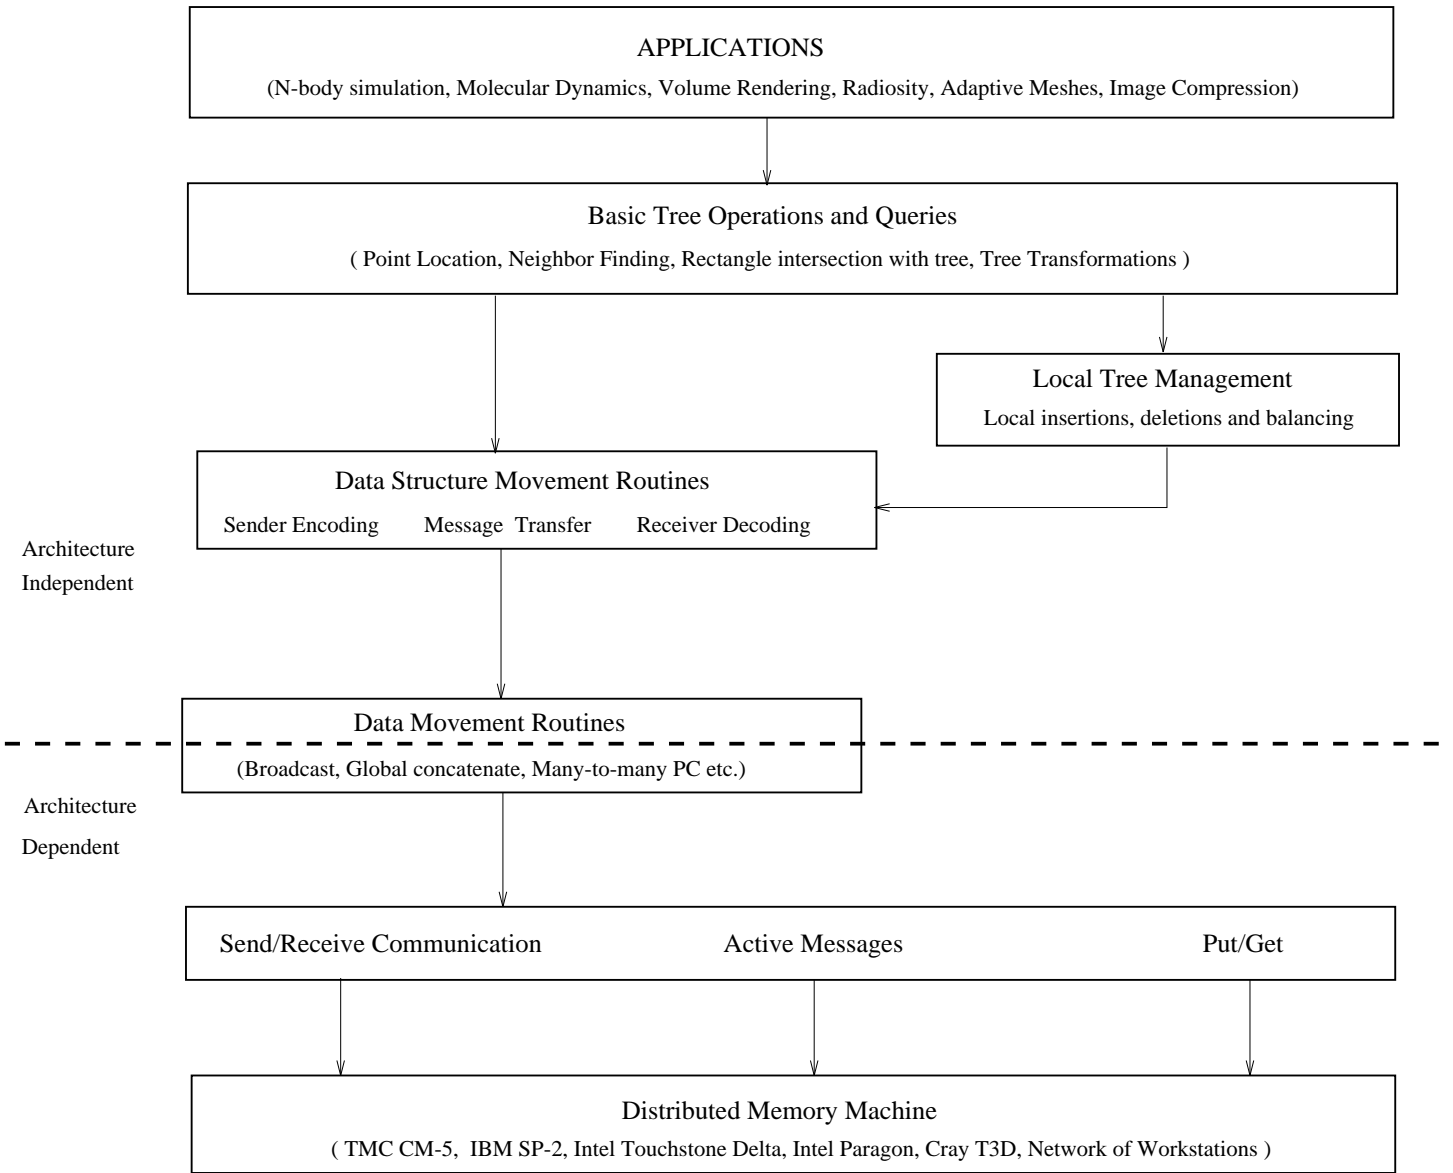 APPLICATIONS
(N-body simulation, Molecular Dynamics, Volume Rendering, Radiosity, Adaptive Meshes, Image Compression)
Basic Tree Operations and Queries
( Point Location, Neighbor Finding, Rectangle intersection with tree, Tree Transformations )
Local Tree Management
Local insertions, deletions and balancing
Data Structure Movement Routines
Sender Encoding Message Transfer Receiver Decoding
Architecture
Independent
Data Movement Routines
(Broadcast, Global concatenate, Many-to-many PC etc.)
Architecture
Dependent
Send/Receive Communication Active Messages Put/Get
Distributed Memory Machine
( TMC CM-5, IBM SP-2, Intel Touchstone Delta, Intel Paragon, Cray T3D, Network of Workstations )